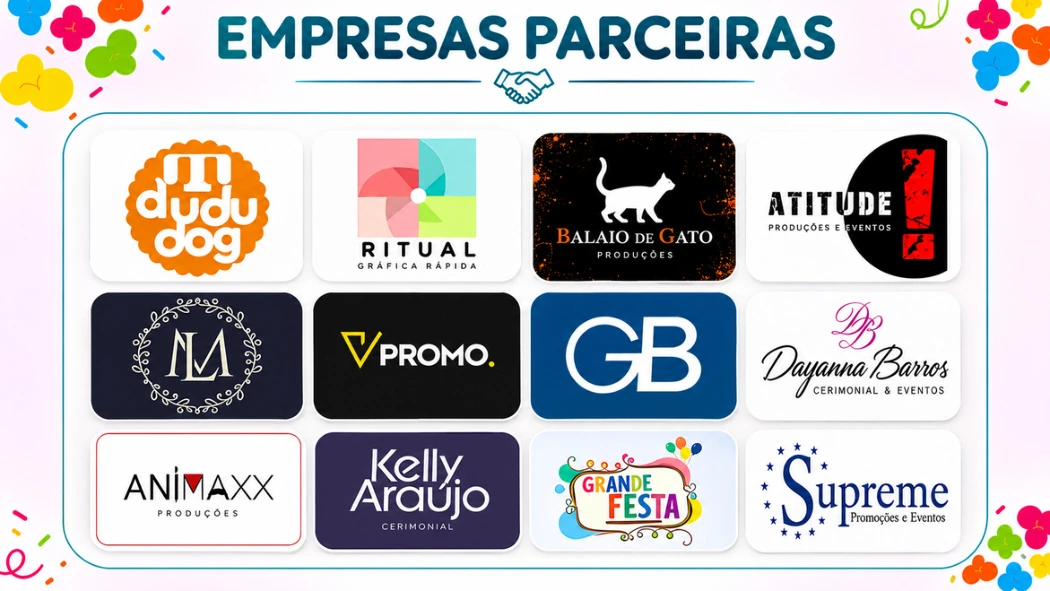 EMPRESAS PARCEIRAS
m
dydu
dog
RITUAL
GRÁFICA RÁPIDA
BALAIO DE GATO
PRODUÇÕES
ATITUDE!
PRODUÇÕES E EVENTOS
LM
V PROMO.
GB
DB
Dayanna Barros
CERIMONIAL & EVENTOS
ANIMAXX
PRODUÇÕES
Kelly
Araujo
CERIMONIAL
GRANDE
FESTA
Supreme
Promoções e Eventos